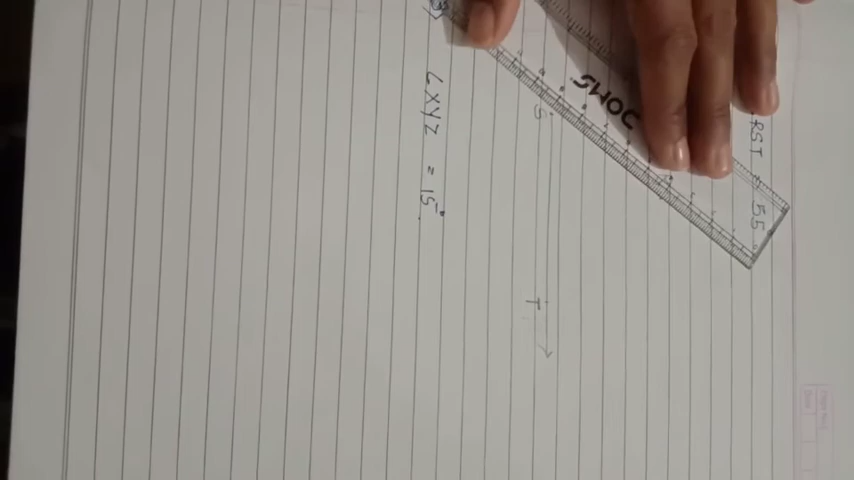 RST = 55°
S
T
∠XYZ = 15°
DOMS